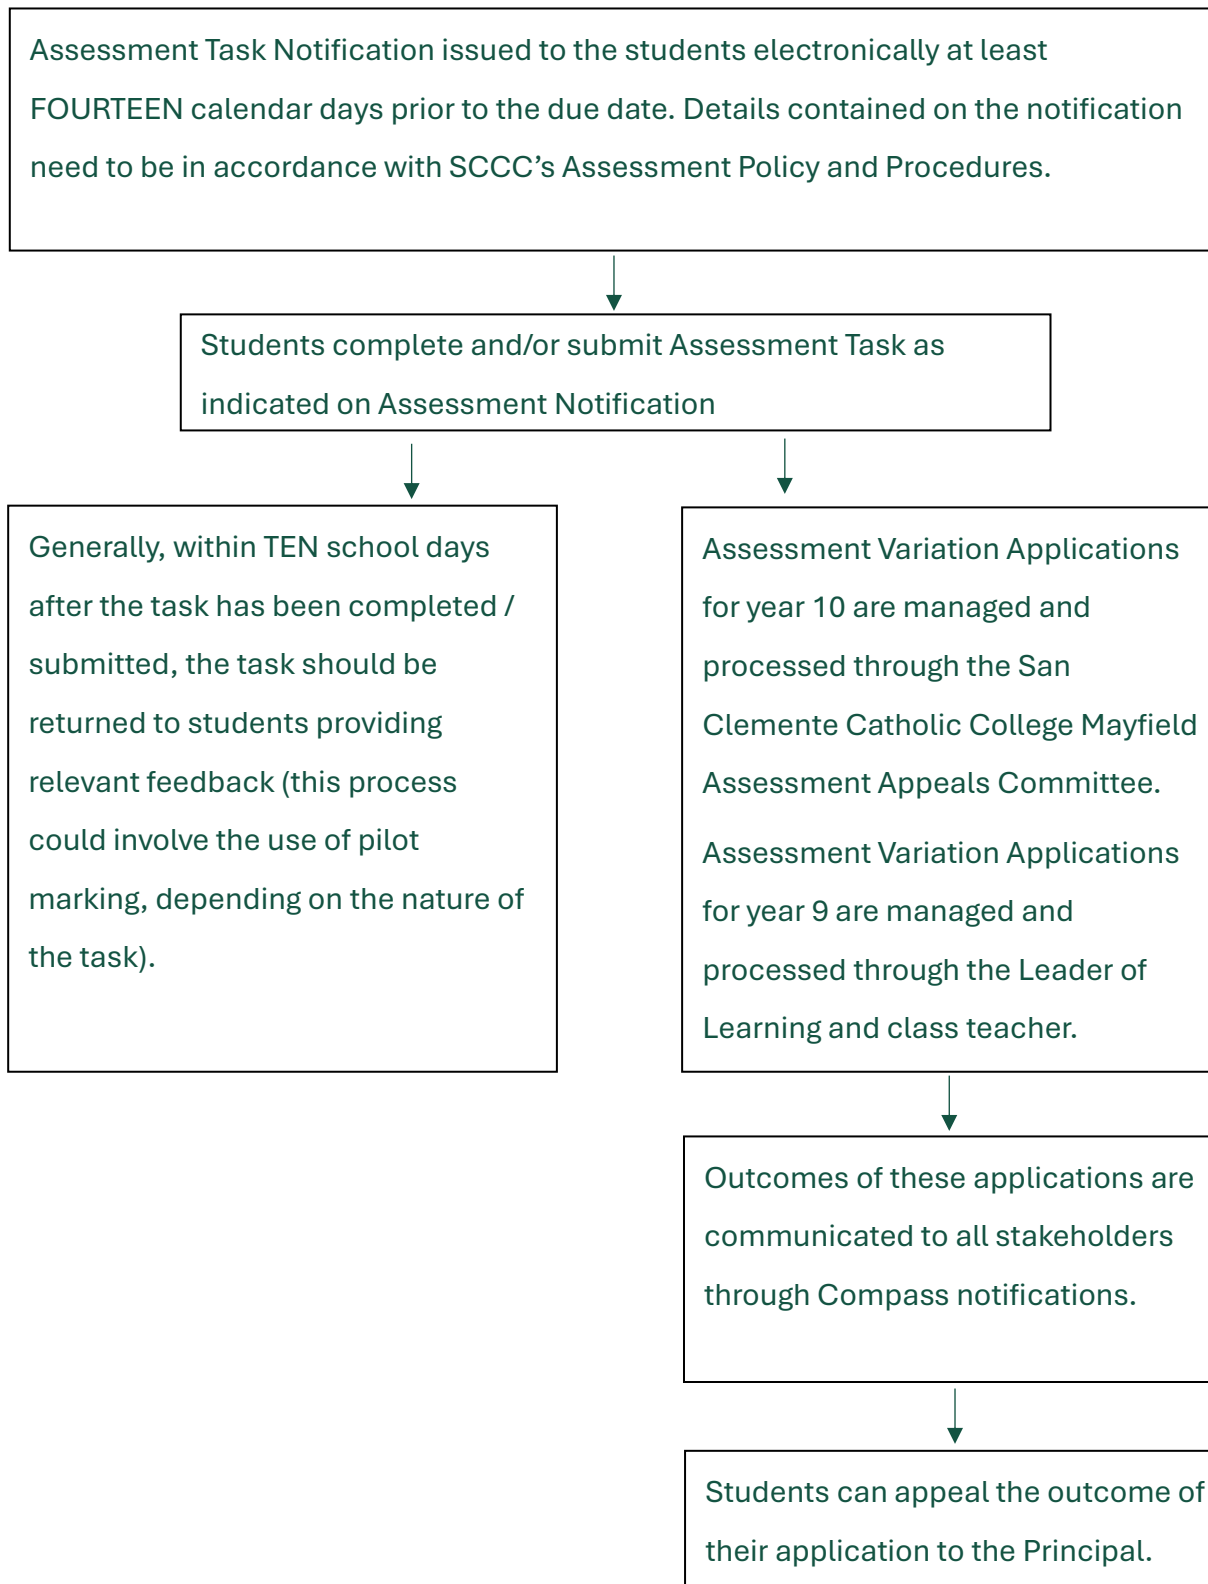 Assessment Task Notification issued to the students electronically at least
FOURTEEN calendar days prior to the due date. Details contained on the notification
need to be in accordance with SCCC’s Assessment Policy and Procedures.
Students complete and/or submit Assessment Task as
indicated on Assessment Notification
Generally, within TEN school days
after the task has been completed /
submitted, the task should be
returned to students providing
relevant feedback (this process
could involve the use of pilot
marking, depending on the nature of
the task).
Assessment Variation Applications
for year 10 are managed and
processed through the San
Clemente Catholic College Mayfield
Assessment Appeals Committee.
Assessment Variation Applications
for year 9 are managed and
processed through the Leader of
Learning and class teacher.
Outcomes of these applications are
communicated to all stakeholders
through Compass notifications.
Students can appeal the outcome of
their application to the Principal.